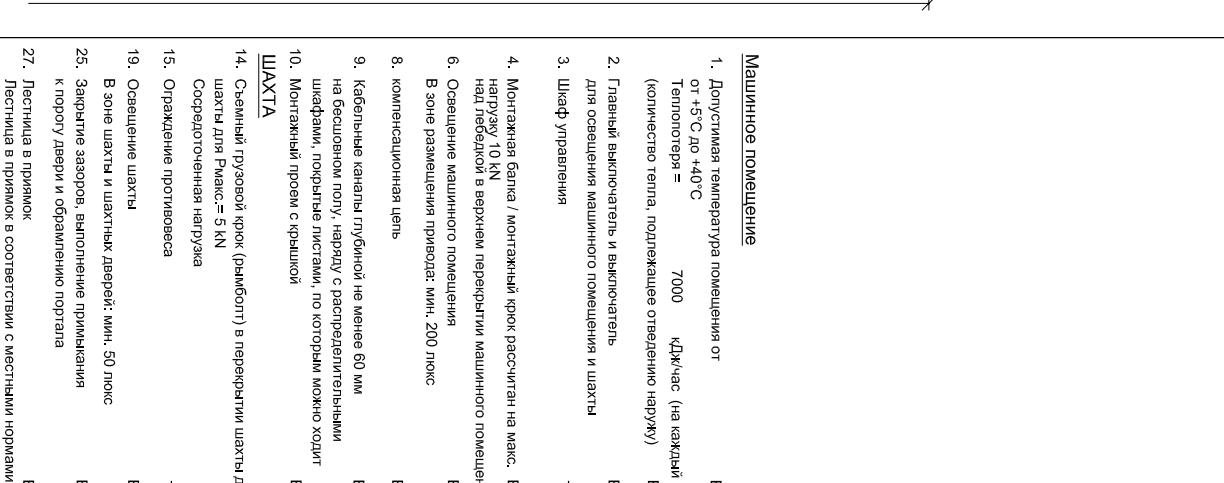 Машинное помещение
1. Допустимая температура помещения от
от +5°C до +40°C
Теплопотеря = 7000 кДж/час (на каждый
(количество тепла, подлежащее отведению наружу)
2. Главный выключатель и выключатель
для освещения машинного помещения и шахты
3. Шкаф управления
4. Монтажная балка / монтажный крюк рассчитан на макс.
нагрузку 10 kN
над лебедкой в верхнем перекрытии машинного помещен
6. Освещение машинного помещения
В зоне размещения привода: мин. 200 люкс
8. компенсационная цепь
9. Кабельные каналы глубиной не менее 60 мм
на бесшовном полу, наряду с распределительными
шкафами, покрытые листами, по которым можно ходит
10. Монтажный проем с крышкой
ШАХТА
14. Съемный грузовой крюк (рымболт) в перекрытии шахты д
шахты для Рмакс.= 5 kN
Сосредоточенная нагрузка
15. Ограждение противовеса
19. Освещение шахты
В зоне шахты и шахтных дверей: мин. 50 люкс
25. Закрытие зазоров, выполнение примыкания
к порогу двери и обрамлению портала
27. Лестница в приямок
Лестница в приямок в соответствии с местными нормами